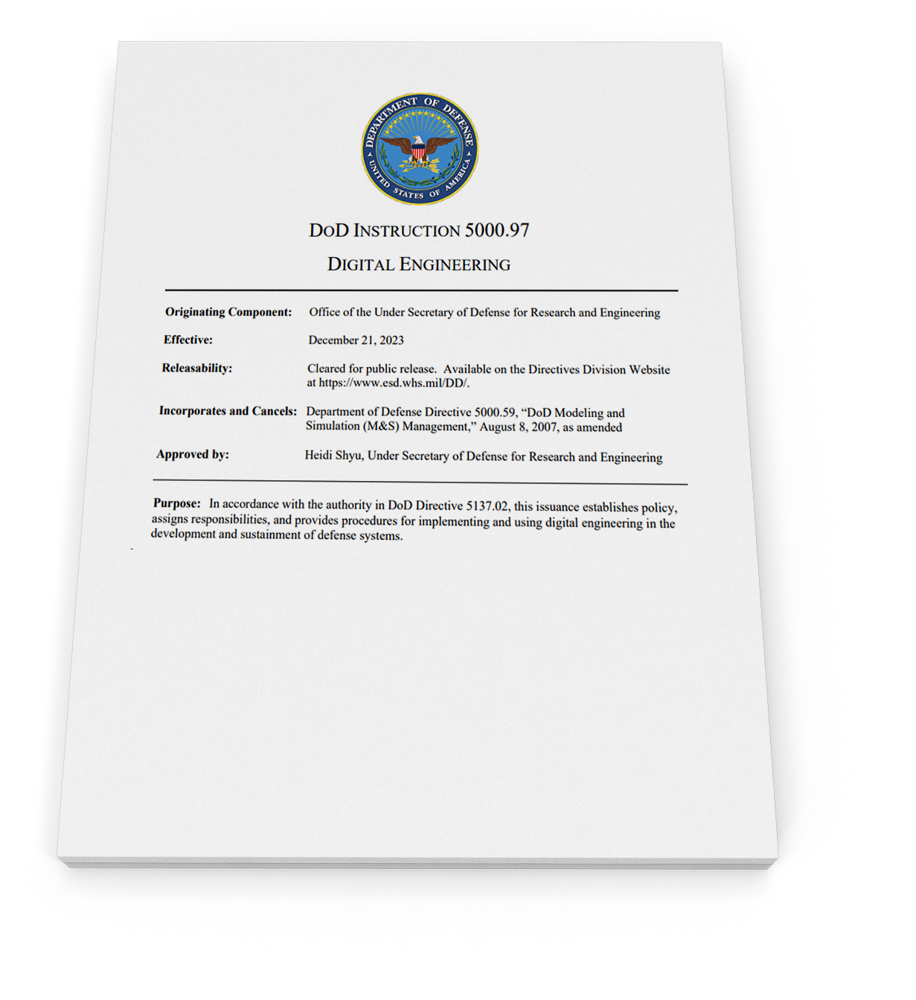 DEPARTMENT OF DEFENSE
UNITED STATES OF AMERICA
DOD INSTRUCTION 5000.97
DIGITAL ENGINEERING
Originating Component: Office of the Under Secretary of Defense for Research and Engineering
Effective: December 21, 2023
Releasability: Cleared for public release.  Available on the Directives Division Website
at https://www.esd.whs.mil/DD/.
Incorporates and Cancels: Department of Defense Directive 5000.59, “DoD Modeling and
Simulation (M&S) Management,” August 8, 2007, as amended
Approved by: Heidi Shyu, Under Secretary of Defense for Research and Engineering
Purpose:  In accordance with the authority in DoD Directive 5137.02, this issuance establishes policy,
assigns responsibilities, and provides procedures for implementing and using digital engineering in the
development and sustainment of defense systems.